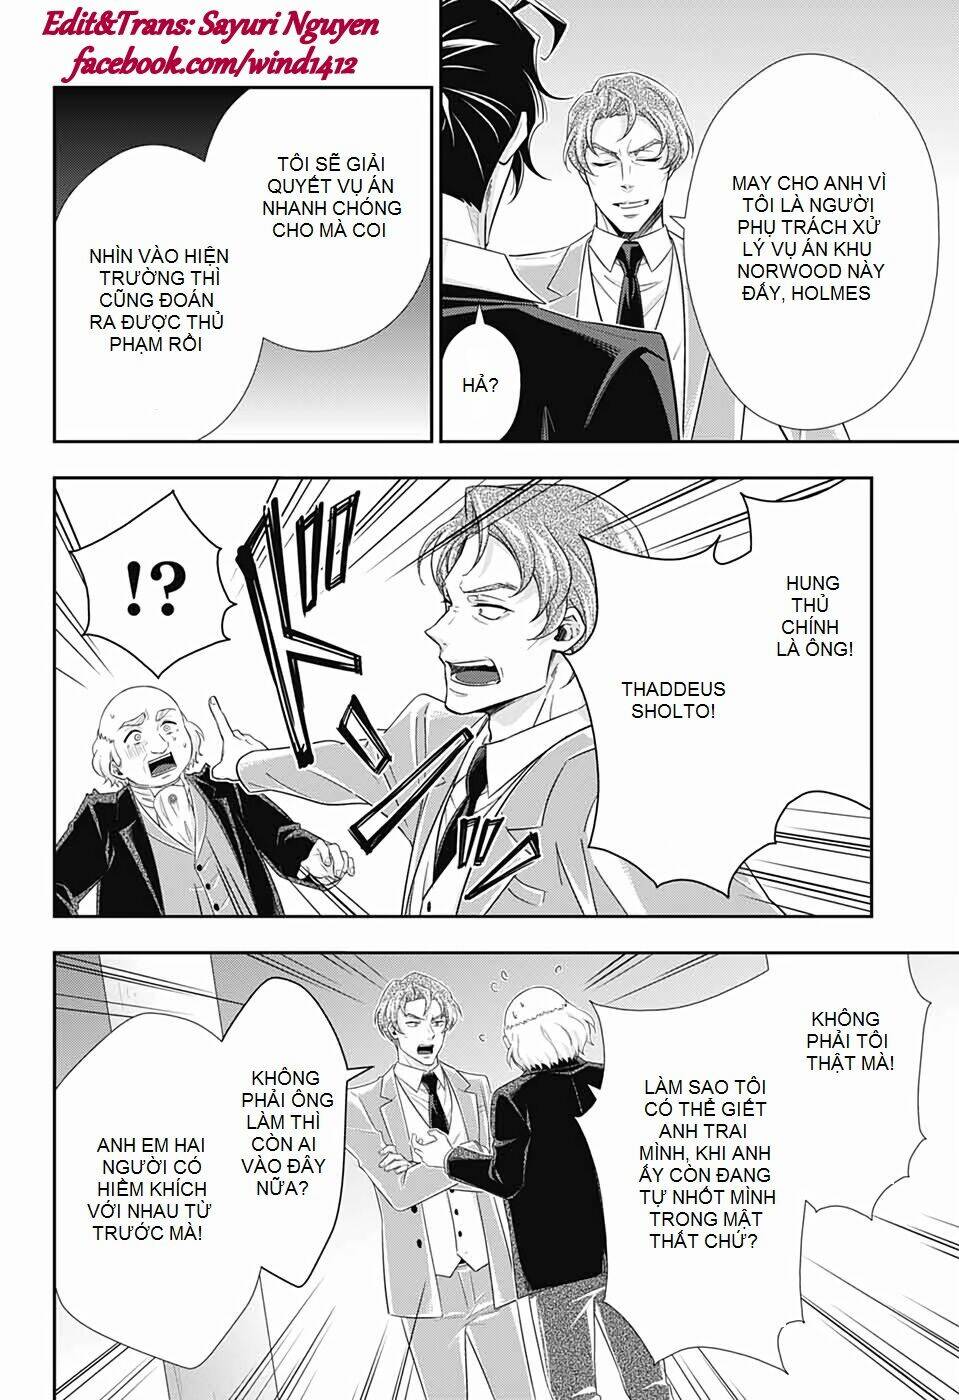 Edit&Trans: Sayuri Nguyen
facebook.com/wind1412
MAY CHO ANH VÌ
TÔI LÀ NGƯỜI
PHỤ TRÁCH XỬ
LÝ VỤ ÁN KHU
NORWOOD NÀY
ĐẤY, HOLMES
HẢ?
TÔI SẼ GIẢI
QUYẾT VỤ ÁN
NHANH CHÓNG
CHO MÀ COI
NHÌN VÀO HIỆN
TRƯỜNG THÌ
CŨNG ĐOÁN
RA ĐƯỢC THỦ
PHẠM RỒI
HUNG
THỦ
CHÍNH
LÀ ÔNG!
THADDEUS
SHOLTO!
!?
KHÔNG
PHẢI TÔI
THẬT MÀ!
LÀM SAO TÔI
CÓ THỂ GIẾT
ANH TRAI
MÌNH, KHI ANH
ẤY CÒN ĐANG
TỰ NHỐT MÌNH
TRONG MẬT
THẤT CHỨ?
KHÔNG
PHẢI ÔNG
LÀM THÌ
CÒN AI
VÀO ĐÂY
NỮA?
ANH EM HAI
NGƯỜI CÓ
HIỀM KHÍCH
VỚI NHAU TỪ
TRƯỚC MÀ!